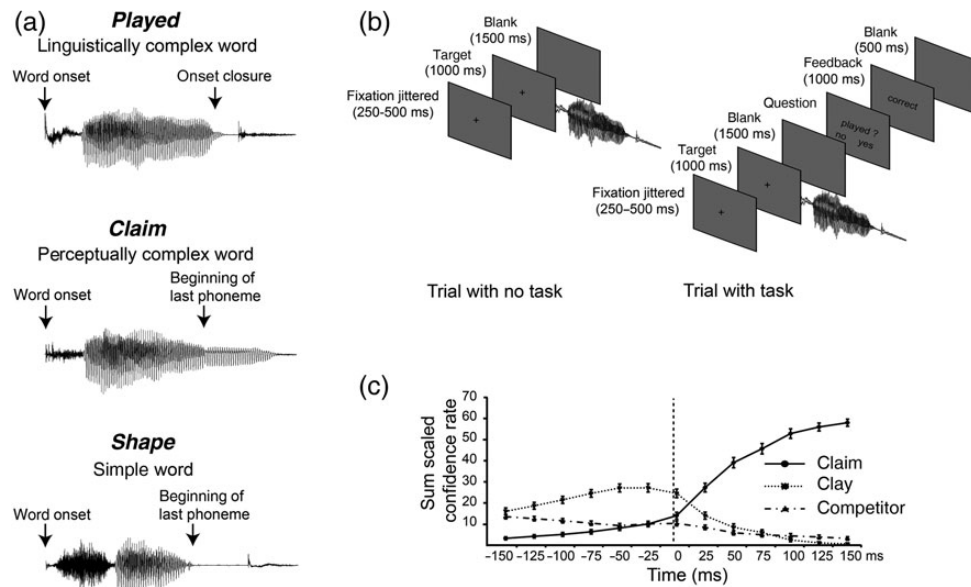 (a)
Played
Linguistically complex word
Word onset
Onset closure
Claim
Perceptually complex word
Word onset
Beginning of
last phoneme
Shape
Simple word
Word onset
Beginning of
last phoneme
(b)
Blank
(1500 ms)
Target
(1000 ms)
Fixation jittered
(250-500 ms)
Trial with no task
Blank
(500 ms)
Feedback
(1000 ms)
Question
Blank
(1500 ms)
Target
(1000 ms)
Fixation jittered
(250–500 ms)
correct
played ?
no yes
Trial with task
(c)
Sum scaled
confidence rate
70
60
50
40
30
20
10
Claim
Clay
Competitor
−150 −125 −100 −75 −50 −25 0 25 50 75 100 125 150 ms
Time (ms)